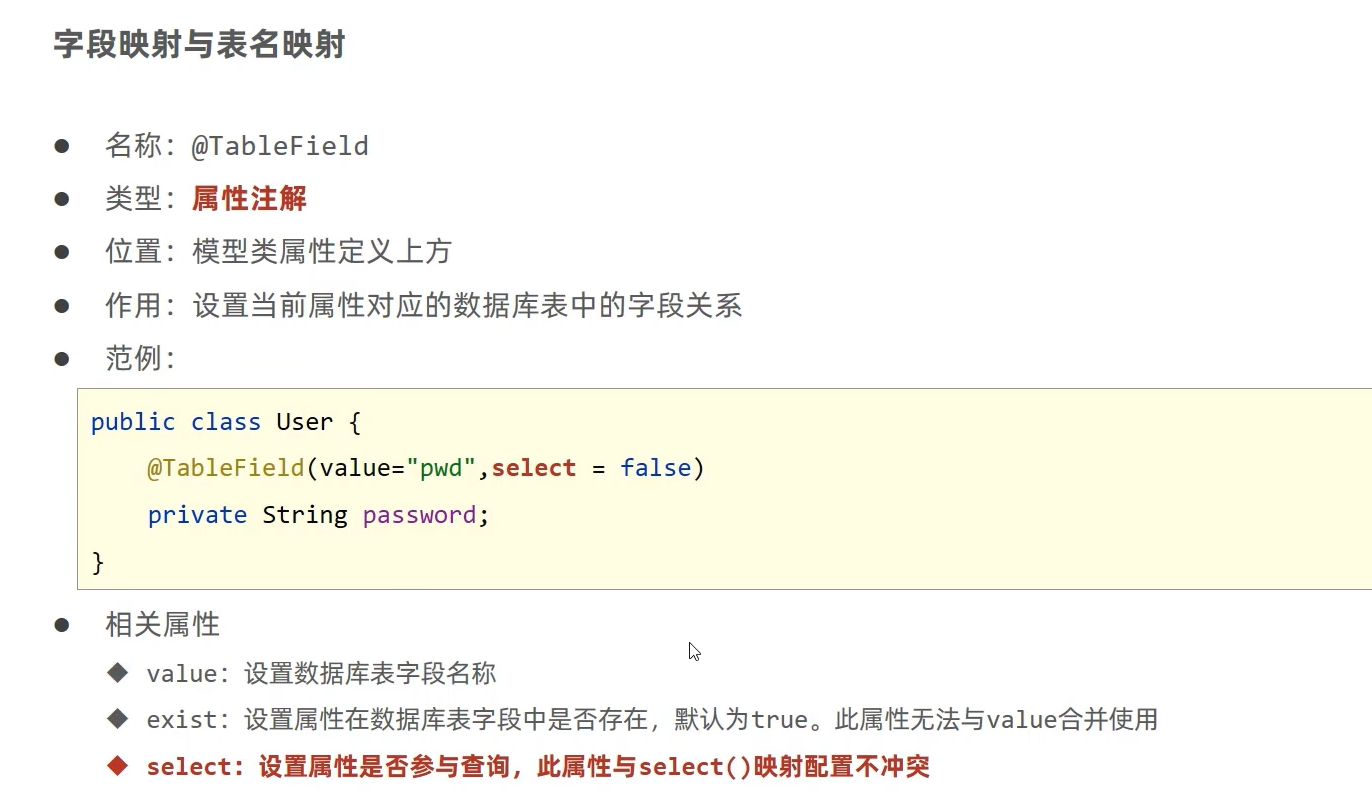 字段映射与表名映射
名称：@TableField
类型：属性注解
位置：模型类属性定义上方
作用：设置当前属性对应的数据库表中的字段关系
范例：
public class User {
@TableField(value="pwd",select = false)
private String password;
}
相关属性
value：设置数据库表字段名称
exist：设置属性在数据库表字段中是否存在，默认为true。此属性无法与value合并使用
select：设置属性是否参与查询，此属性与select()映射配置不冲突